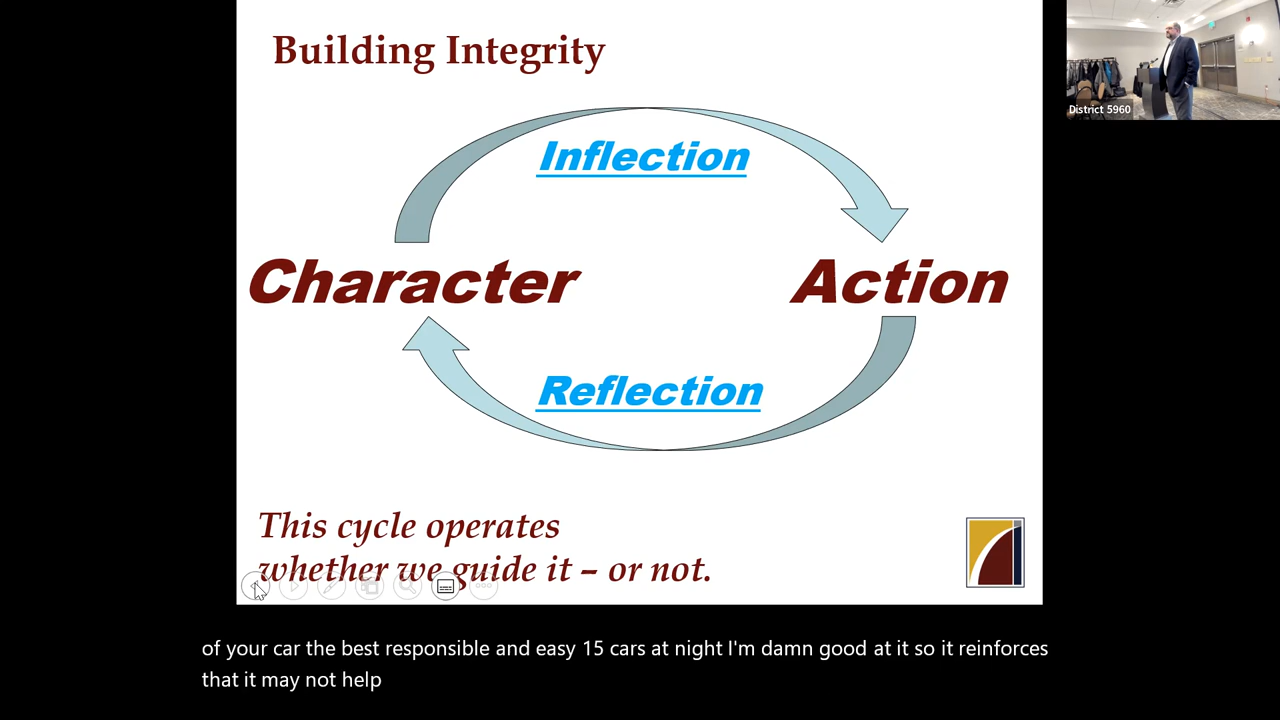 Building Integrity
District 5960
Inflection
Character
Action
Reflection
This cycle operates
whether we guide it – or not.
of your car the best responsible and easy 15 cars at night I'm damn good at it so it reinforces
that it may not help